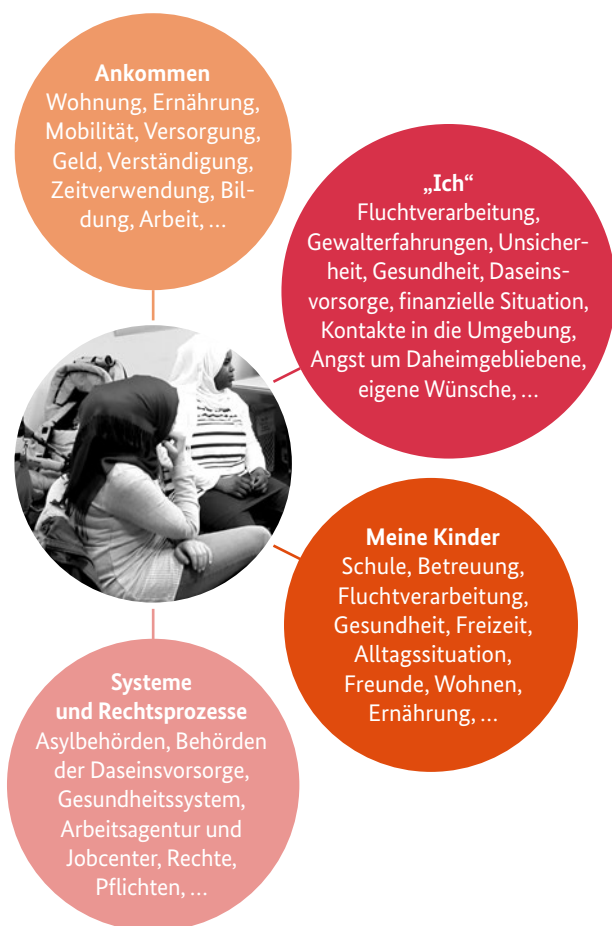 Ankommen
Wohnung, Ernährung,
Mobilität, Versorgung,
Geld, Verständigung,
Zeitverwendung, Bil-
dung, Arbeit, …
„Ich“
Fluchtverarbeitung,
Gewalterfahrungen, Unsicher-
heit, Gesundheit, Daseins-
vorsorge, finanzielle Situation,
Kontakte in die Umgebung,
Angst um Daheimgebliebene,
eigene Wünsche, …
Meine Kinder
Schule, Betreuung,
Fluchtverarbeitung,
Gesundheit, Freizeit,
Alltagssituation,
Freunde, Wohnen,
Ernährung, …
Systeme
und Rechtsprozesse
Asylbehörden, Behörden
der Daseinsvorsorge,
Gesundheitssystem,
Arbeitsagentur und
Jobcenter, Rechte,
Pflichten, …